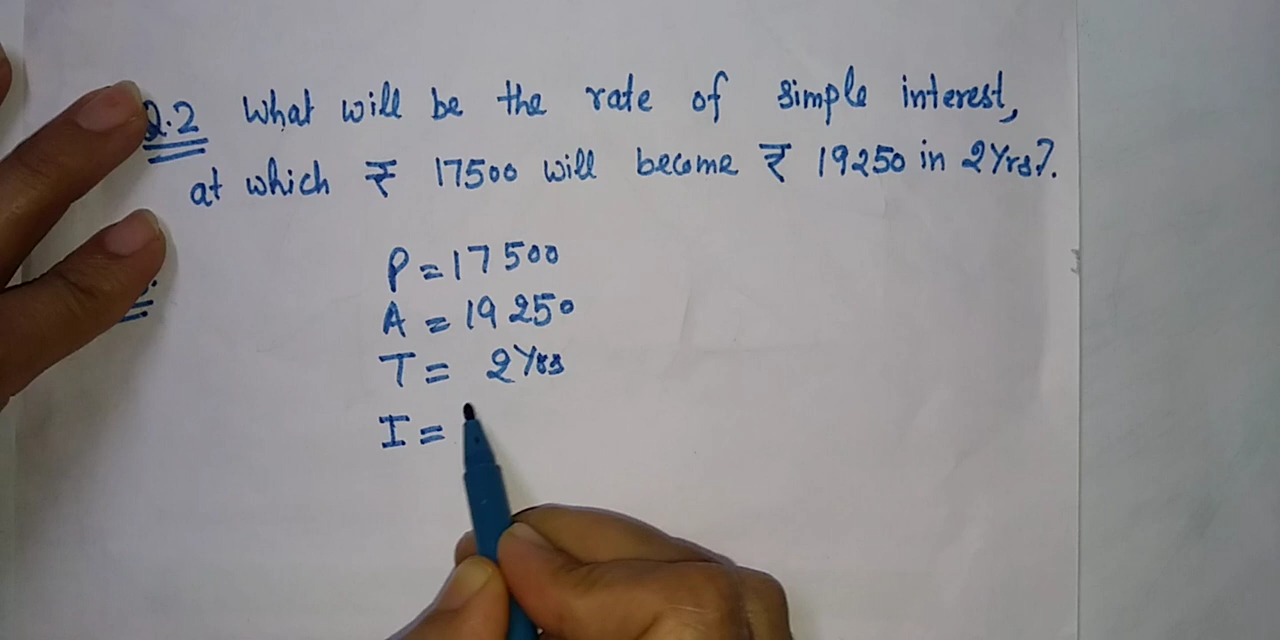 Q.2 What will be the rate of simple interest,
at which ₹ 17500 will become ₹ 19250 in 2Yrs?.
P = 17500
A = 19250
T = 2Yrs
I =